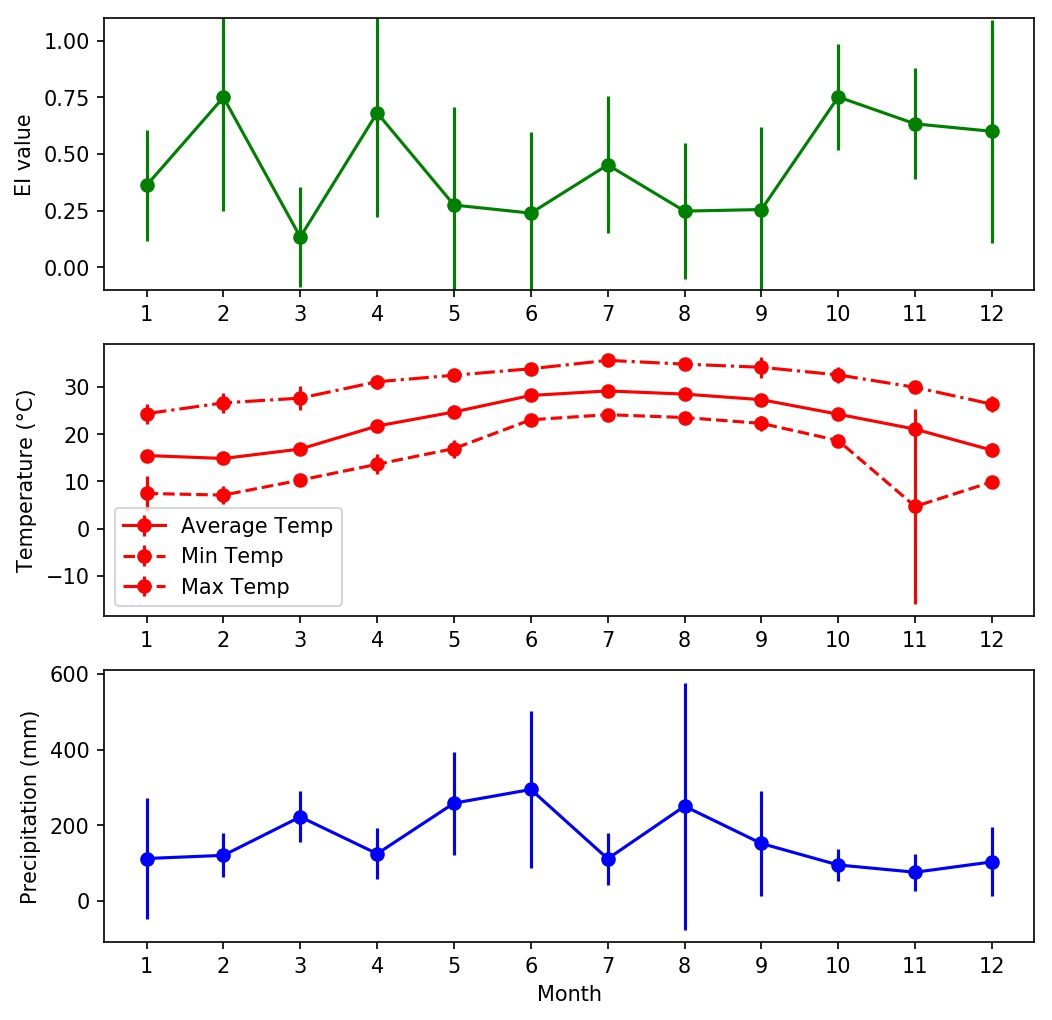 EI value
1.00
0.75
0.50
0.25
0.00
1 2 3 4 5 6 7 8 9 10 11 12
Temperature (°C)
30
20
10
0
−10
Average Temp
Min Temp
Max Temp
1 2 3 4 5 6 7 8 9 10 11 12
Precipitation (mm)
600
400
200
0
1 2 3 4 5 6 7 8 9 10 11 12
Month